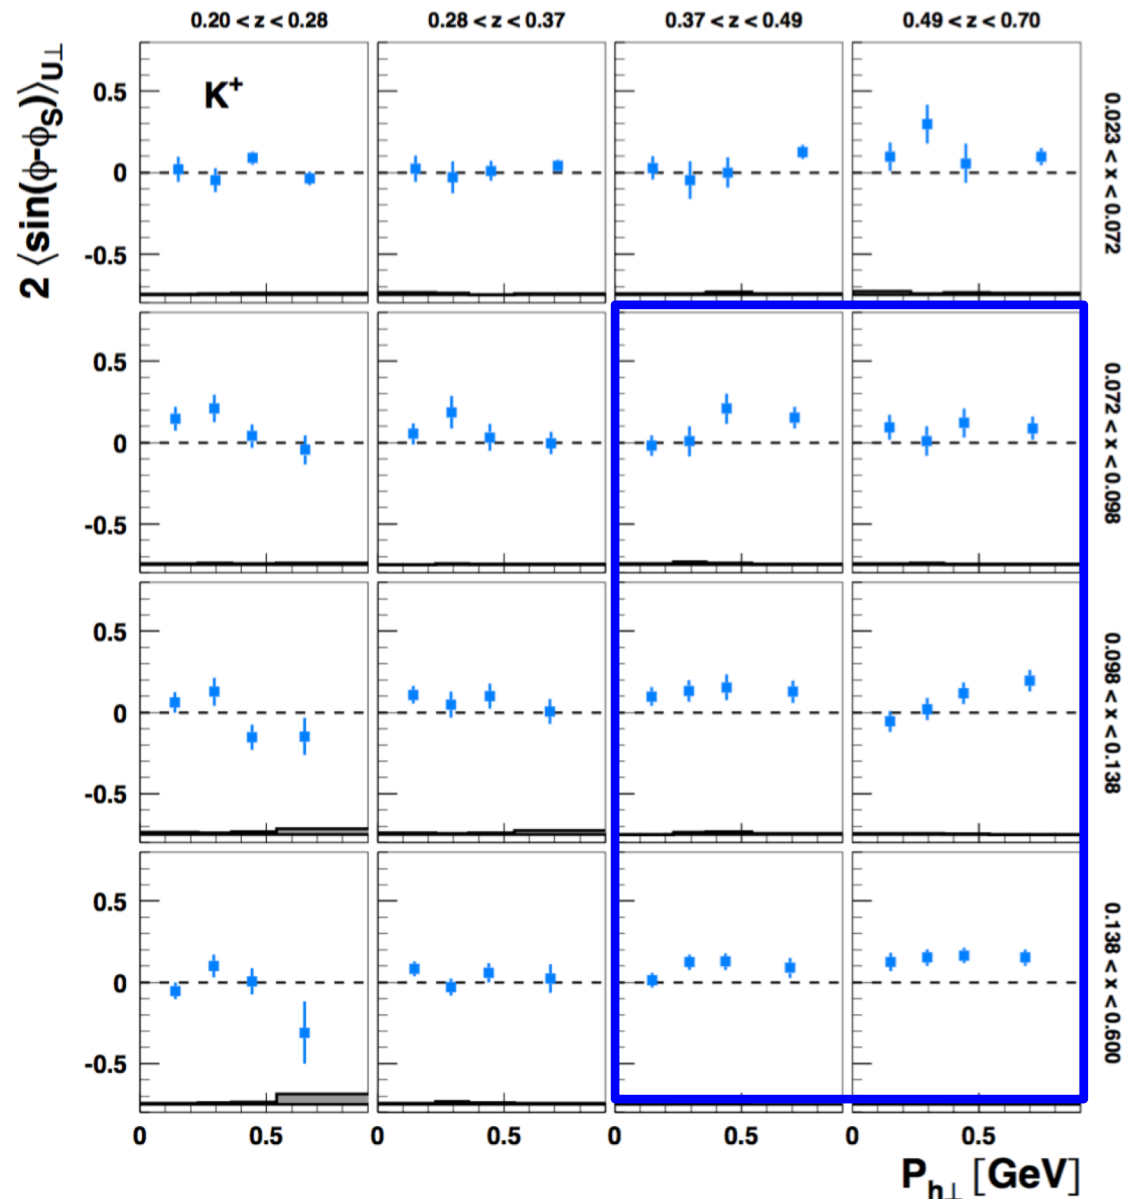 0.20 < z < 0.28 0.28 < z < 0.37 0.37 < z < 0.49 0.49 < z < 0.70
2 ⟨sin(ϕ-ϕS)⟩U⊥
K+
0.5
0
-0.5
0.023 < x < 0.072
0.5
0
-0.5
0.072 < x < 0.098
0.5
0
-0.5
0.098 < x < 0.138
0.5
0
-0.5
0.138 < x < 0.600
0 0.5 0 0.5 0 0.5 0 0.5
Ph⊥ [GeV]